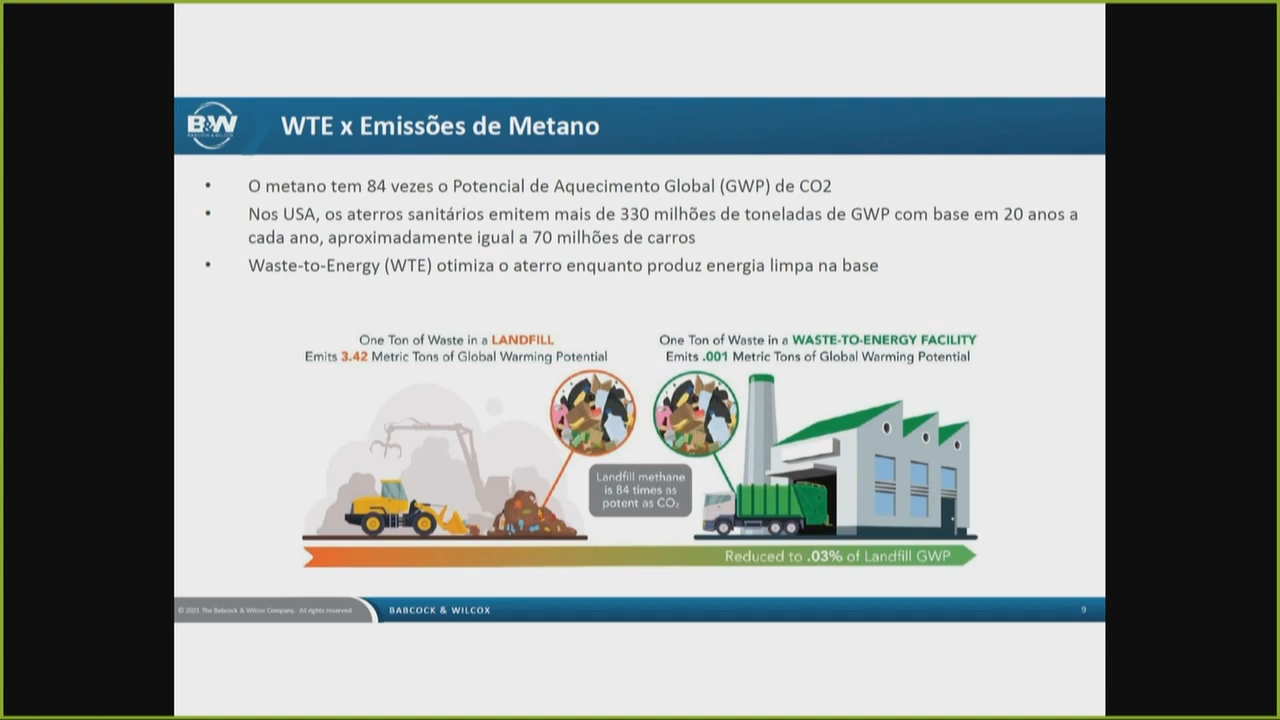 B&W
BABCOCK & WILCOX
WTE x Emissões de Metano
• O metano tem 84 vezes o Potencial de Aquecimento Global (GWP) de CO2
• Nos USA, os aterros sanitários emitem mais de 330 milhões de toneladas de GWP com base em 20 anos a
cada ano, aproximadamente igual a 70 milhões de carros
• Waste-to-Energy (WTE) otimiza o aterro enquanto produz energia limpa na base
One Ton of Waste in a LANDFILL
Emits 3.42 Metric Tons of Global Warming Potential
One Ton of Waste in a WASTE-TO-ENERGY FACILITY
Emits .001 Metric Tons of Global Warming Potential
Landfill methane
is 84 times as
potent as CO₂
Reduced to .03% of Landfill GWP
© 2021 The Babcock & Wilcox Company. All rights reserved.
BABCOCK & WILCOX
9